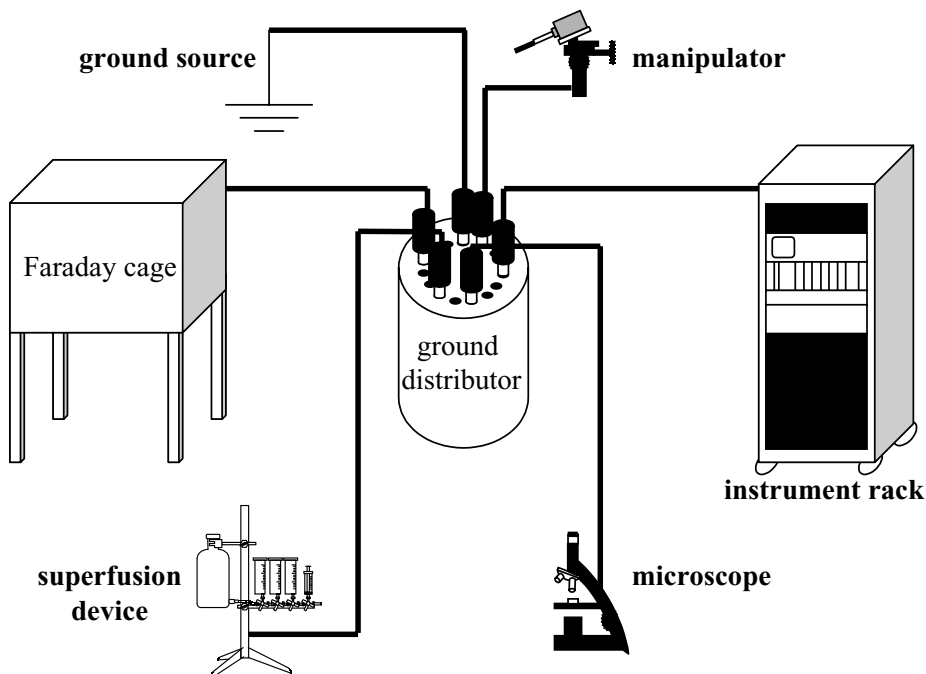 ground source
manipulator
Faraday cage
ground
distributor
instrument rack
superfusion
device
microscope